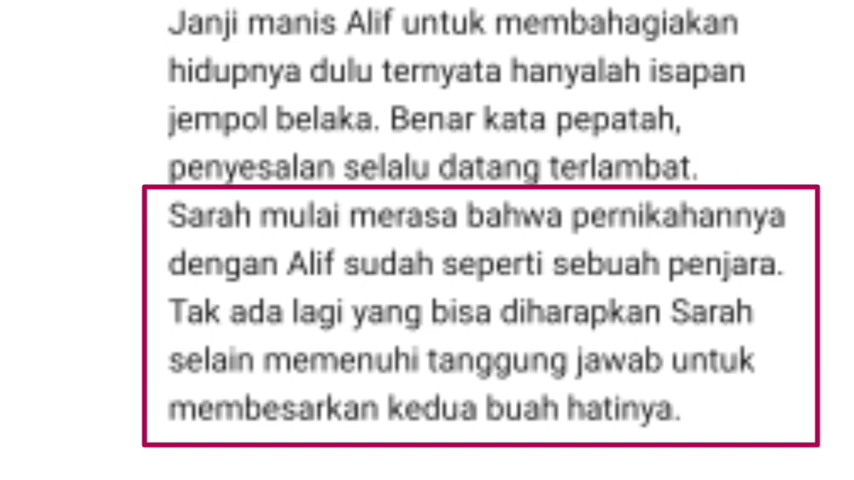 Janji manis Alif untuk membahagiakan
hidupnya dulu ternyata hanyalah isapan
jempol belaka. Benar kata pepatah,
penyesalan selalu datang terlambat.
Sarah mulai merasa bahwa pernikahannya
dengan Alif sudah seperti sebuah penjara.
Tak ada lagi yang bisa diharapkan Sarah
selain memenuhi tanggung jawab untuk
membesarkan kedua buah hatinya.